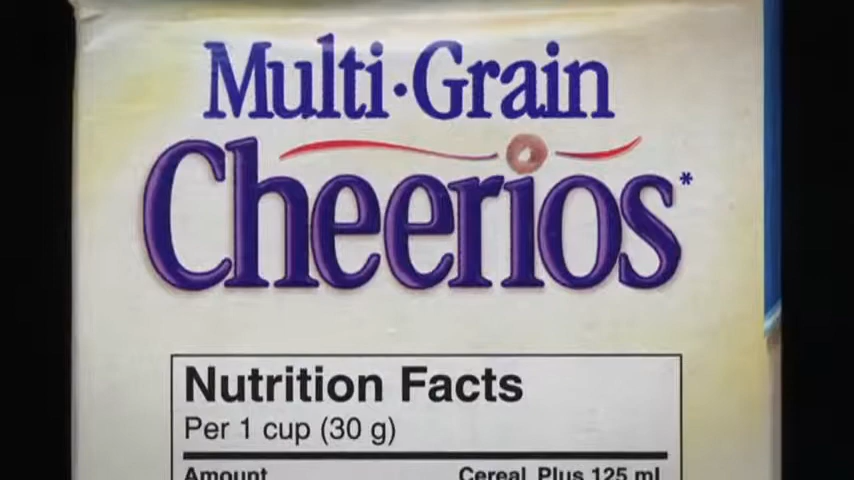 Multi·Grain
Cheerios*
Nutrition Facts
Per 1 cup (30 g)
Amount Cereal Plus 125 ml